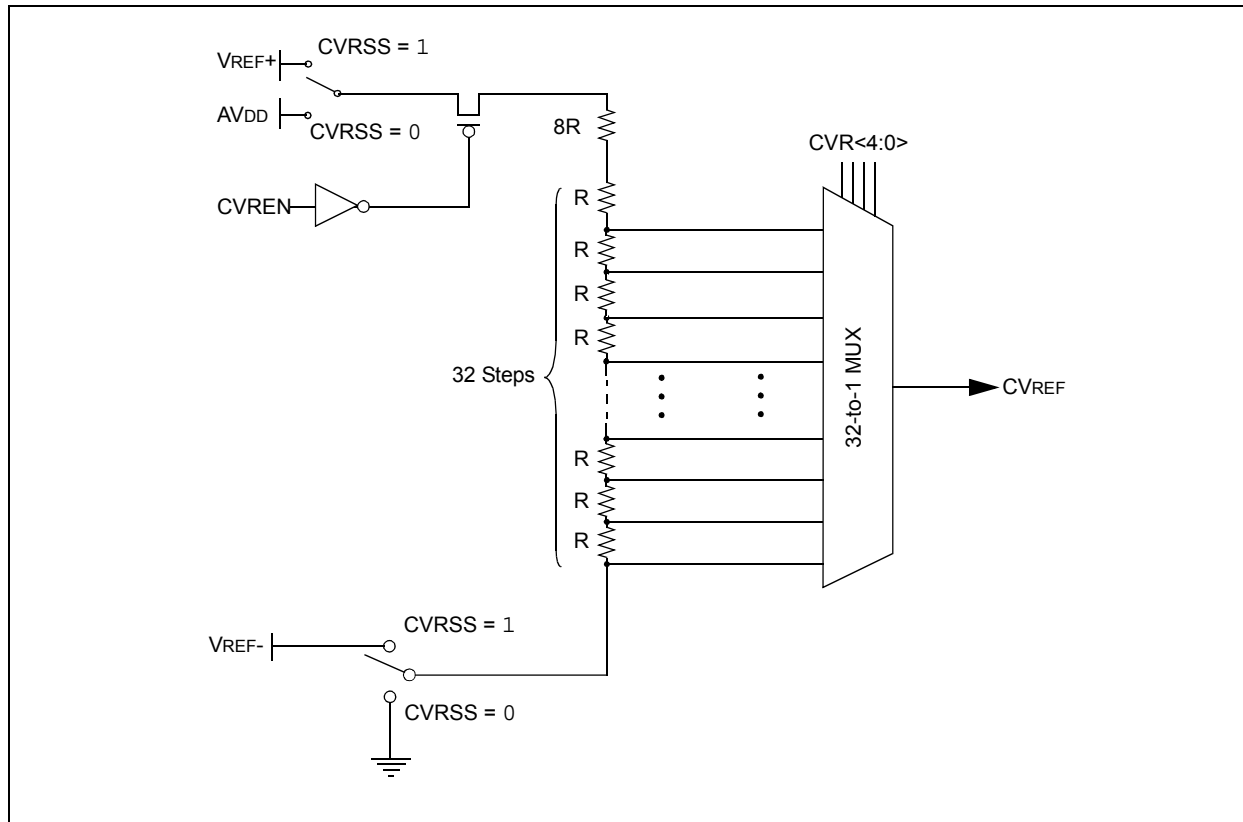 CVRSS = 1
VREF+
AVDD
CVRSS = 0
8R
CVR<4:0>
CVREN
R
R
R
R
32 Steps
32-to-1 MUX
CVREF
R
R
R
CVRSS = 1
VREF-
CVRSS = 0